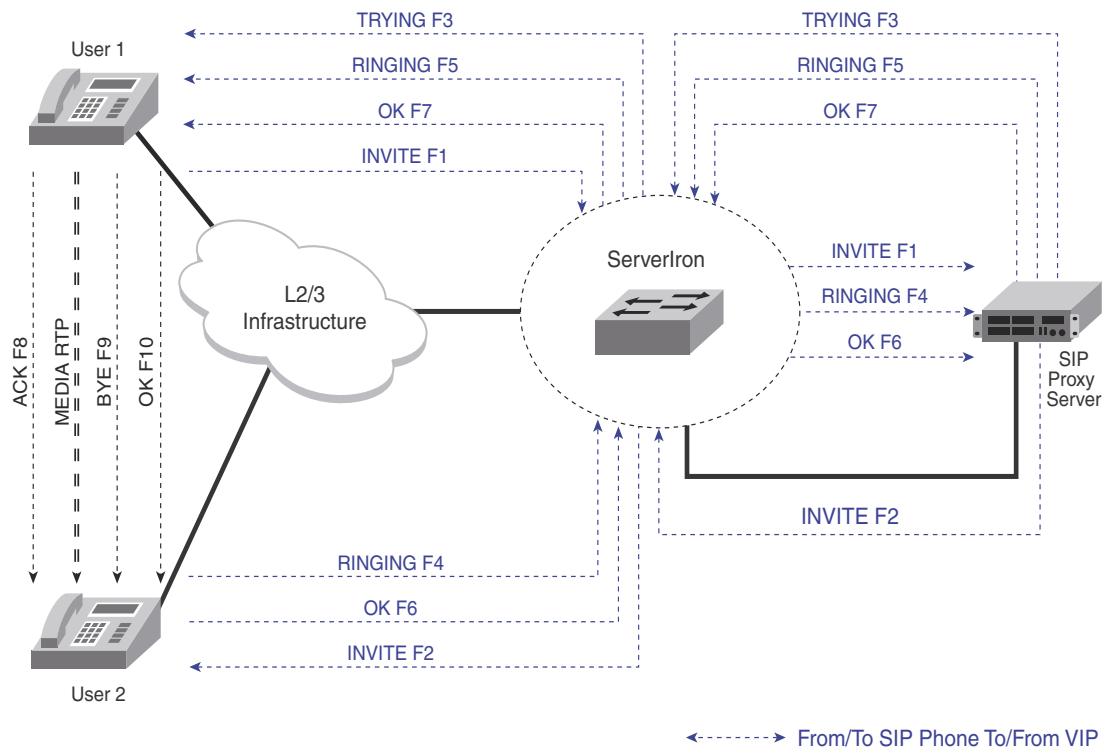 TRYING F3
TRYING F3
User 1
RINGING F5
RINGING F5
OK F7
OK F7
INVITE F1
ServerIron
INVITE F1
L2/3
Infrastructure
RINGING F4
OK F6
SIP
Proxy
Server
ACK F8
MEDIA RTP
BYE F9
OK F10
INVITE F2
RINGING F4
OK F6
INVITE F2
User 2
From/To SIP Phone To/From VIP